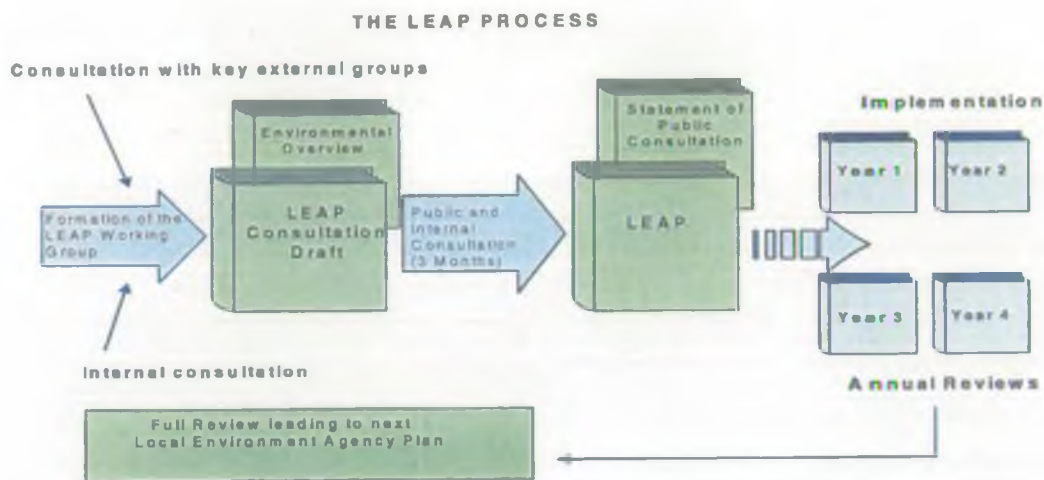 THE LEAP PROCESS
Consultation with key external groups
Formation of the
LEAP Working
Group
Internal consultation
Environmental
Overview
LEAP
Consultation
Draft
Public and
Internal
Consultation
(3 Months)
Statement of
Public
Consultation
LEAP
Implementation
Year 1
Year 2
Year 3
Year 4
Annual Reviews
Full Review leading to next
Local Environment Agency Plan